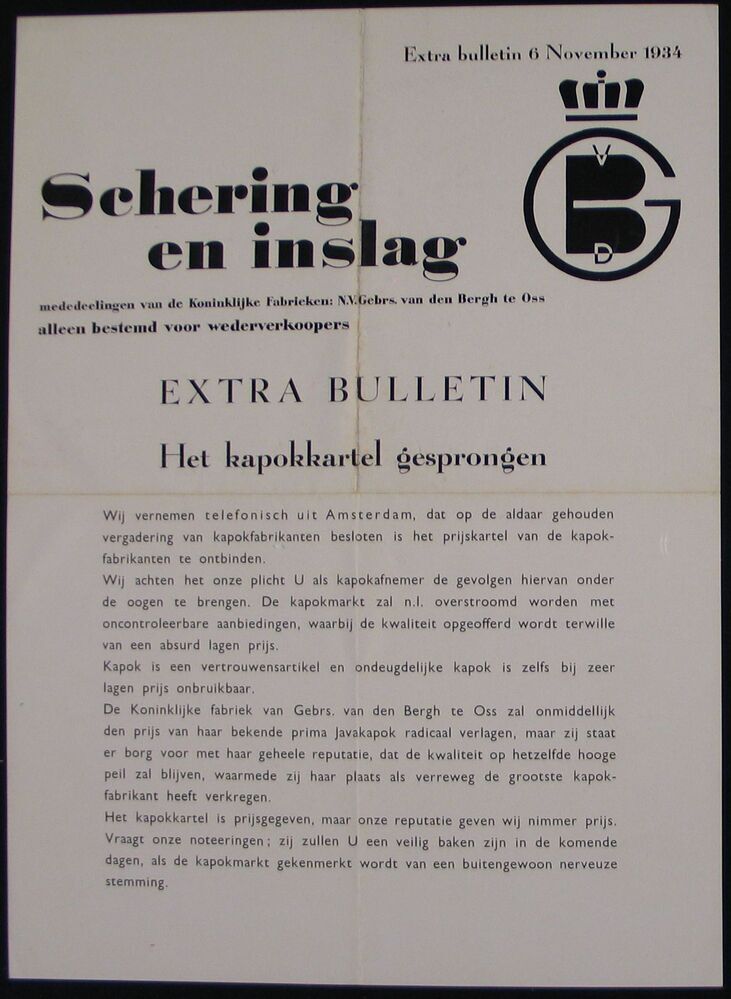 Extra bulletin 6 November 1934
G
V
B
D
Schering
en inslag
mededeelingen van de Koninklijke Fabrieken: N.V. Gebrs. van den Bergh te Oss
alleen bestemd voor wederverkoopers
EXTRA BULLETIN
Het kapokkartel gesprongen
Wij vernemen telefonisch uit Amsterdam, dat op de aldaar gehouden
vergadering van kapokfabrikanten besloten is het prijskartel van de kapok-
fabrikanten te ontbinden.
Wij achten het onze plicht U als kapokafnemer de gevolgen hiervan onder
de oogen te brengen. De kapokmarkt zal n.l. overstroomd worden met
oncontroleerbare aanbiedingen, waarbij de kwaliteit opgeofferd wordt terwille
van een absurd lagen prijs.
Kapok is een vertrouwensartikel en ondeugdelijke kapok is zelfs bij zeer
lagen prijs onbruikbaar.
De Koninklijke fabriek van Gebrs. van den Bergh te Oss zal onmiddellijk
den prijs van haar bekende prima Javakapok radicaal verlagen, maar zij staat
er borg voor met haar geheele reputatie, dat de kwaliteit op hetzelfde hooge
peil zal blijven, waarmede zij haar plaats als verreweg de grootste kapok-
fabrikant heeft verkregen.
Het kapokkartel is prijsgegeven, maar onze reputatie geven wij nimmer prijs.
Vraagt onze noteeringen; zij zullen U een veilig baken zijn in de komende
dagen, als de kapokmarkt gekenmerkt wordt van een buitengewoon nerveuze
stemming.